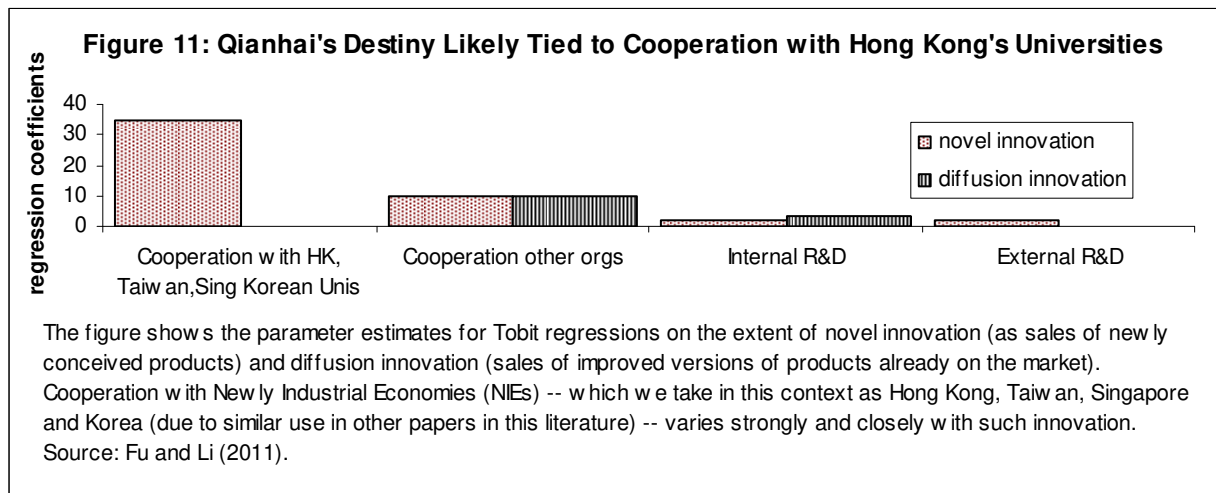 Figure 11: Qianhai's Destiny Likely Tied to Cooperation with Hong Kong's Universities
regression coefficients
40
30
20
10
0
novel innovation
diffusion innovation
Cooperation with HK,
Taiwan,Sing Korean Unis
Cooperation other orgs
Internal R&D
External R&D
The figure shows the parameter estimates for Tobit regressions on the extent of novel innovation (as sales of newly
conceived products) and diffusion innovation (sales of improved versions of products already on the market).
Cooperation with Newly Industrial Economies (NIEs) -- which we take in this context as Hong Kong, Taiwan, Singapore
and Korea (due to similar use in other papers in this literature) -- varies strongly and closely with such innovation.
Source: Fu and Li (2011).